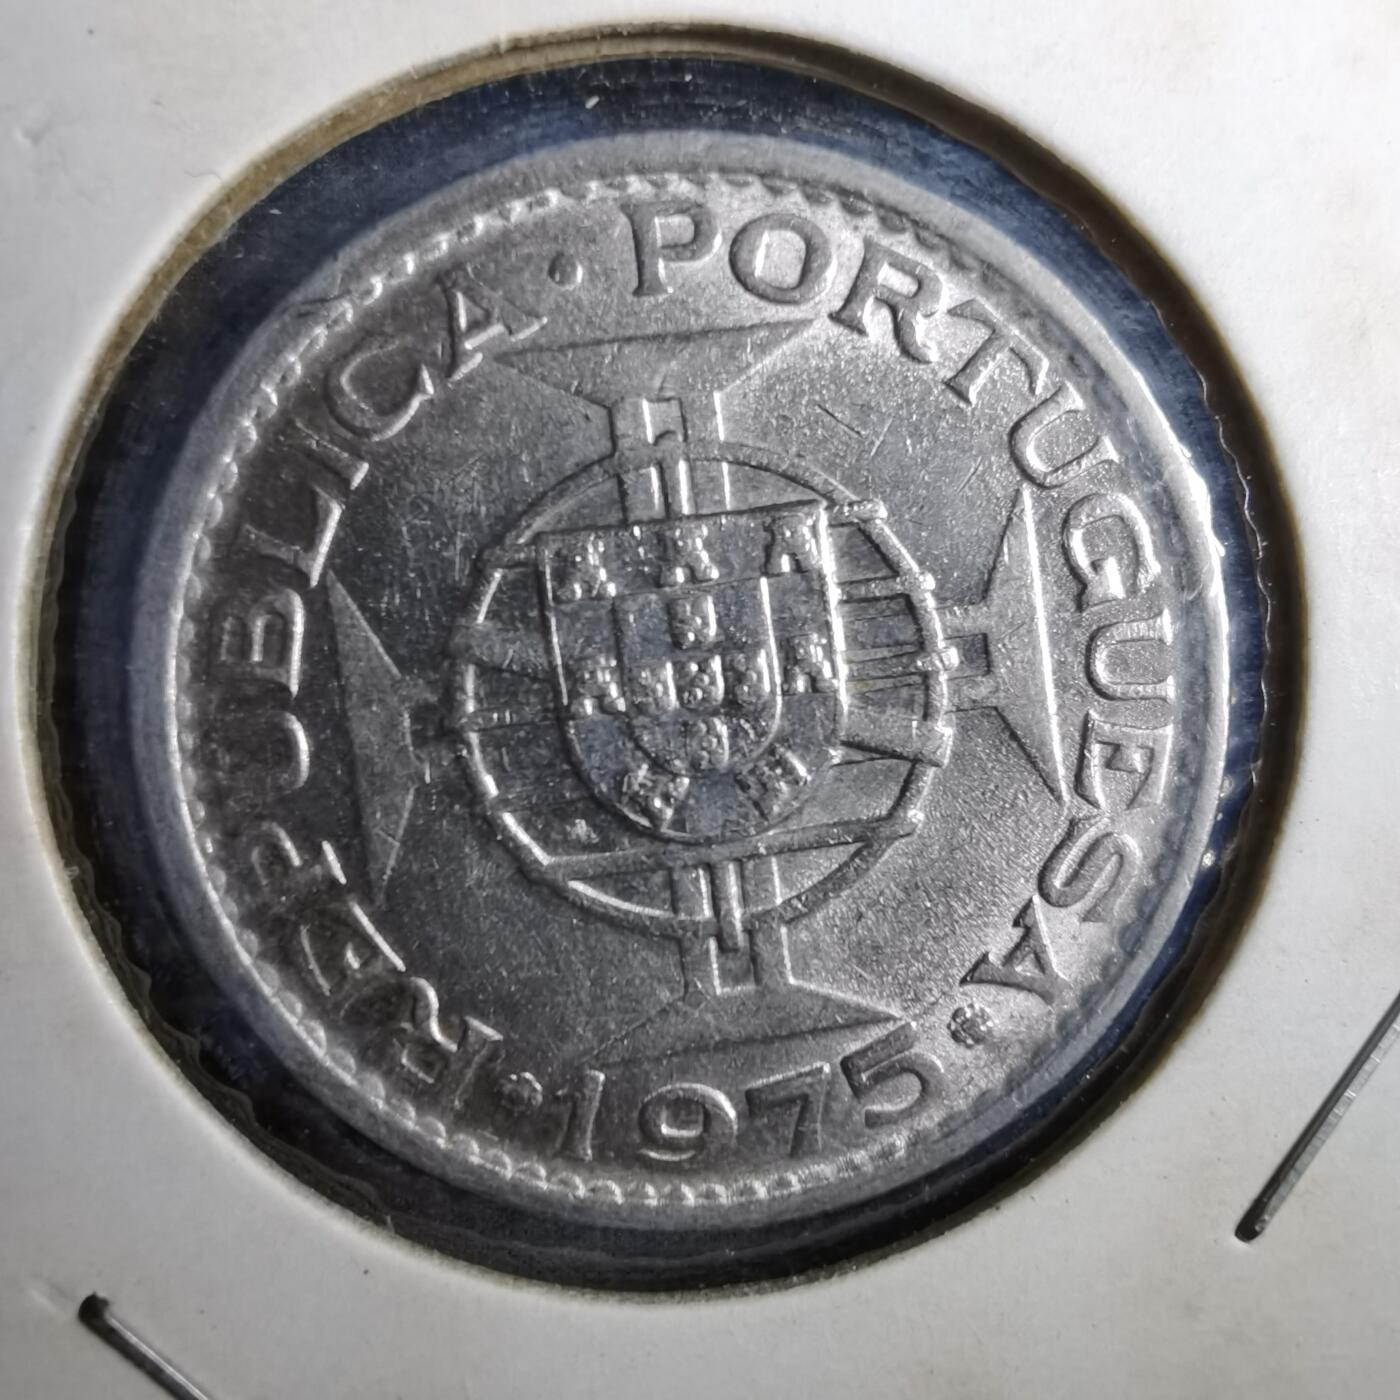 REPUBLICA · PORTUGUESA
· 1975 ·